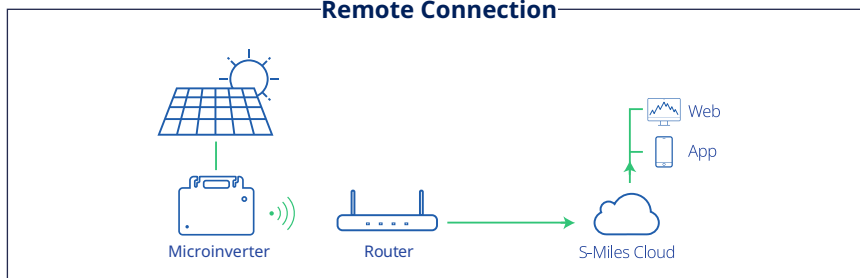 Remote Connection
Web
App
Microinverter
Router
S-Miles Cloud